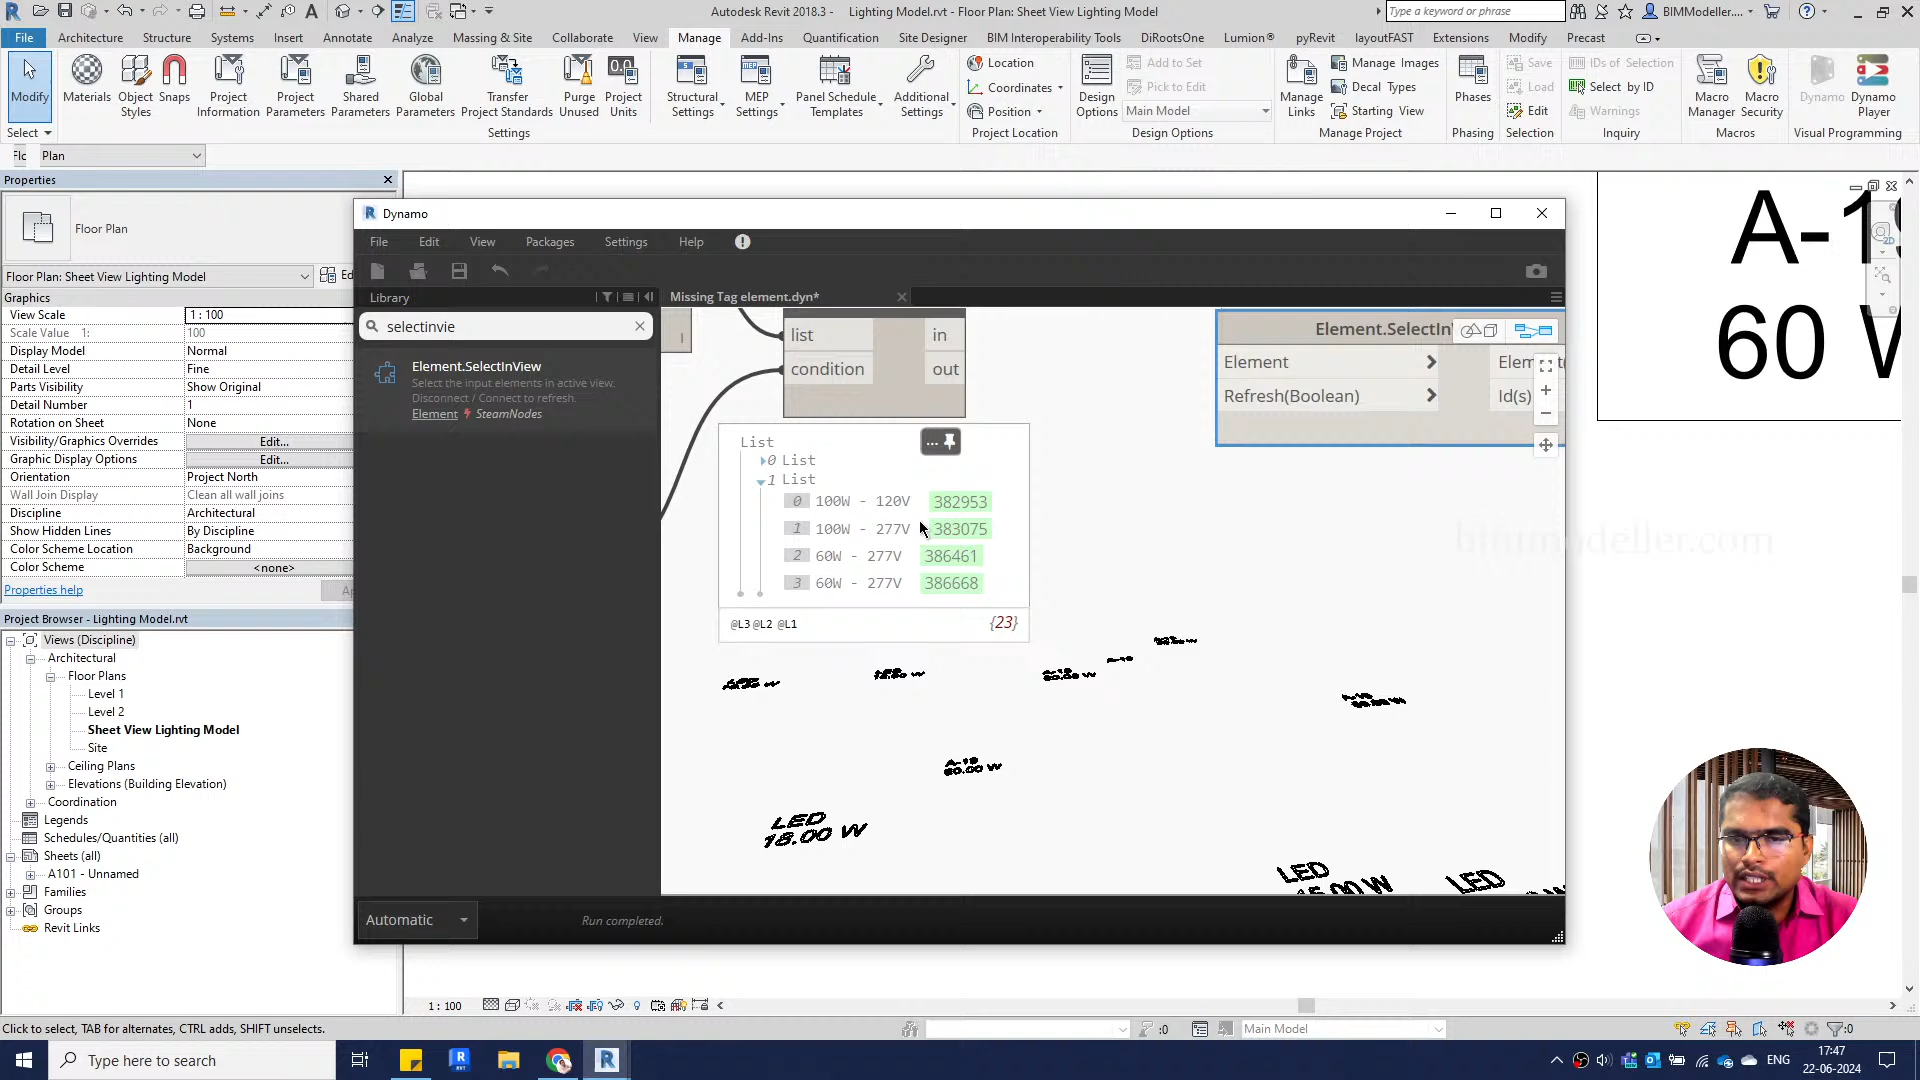 Autodesk Revit 2018.3 - Lighting Model.rvt - Floor Plan: Sheet View Lighting Model
Type a keyword or phrase
BIMModeller....
File Architecture Structure Systems Insert Annotate Analyze Massing & Site Collaborate View Manage Add-Ins Quantification Site Designer BIM Interoperability Tools DiRootsOne Lumion® pyRevit layoutFAST Extensions Modify Precast
Modify
Materials
Object Styles
Snaps
Project Information
Project Parameters
Shared Parameters
Global Parameters
Transfer Project Standards
Purge Unused
Project Units
Structural Settings
MEP Settings
Panel Schedule Templates
Additional Settings
Location
Coordinates
Position
Design Options
Add to Set
Pick to Edit
Main Model
Manage Links
Manage Images
Decal Types
Starting View
Phases
Save
Load
Edit
IDs of Selection
Select by ID
Warnings
Macro Manager
Macro Security
Dynamo
Dynamo Player
Select Settings Project Location Design Options Manage Project Phasing Selection Inquiry Macros Visual Programming
Plan
Properties
Floor Plan
Floor Plan: Sheet View Lighting Model
Graphics
View Scale 1 : 100
Scale Value 1: 100
Display Model Normal
Detail Level Fine
Parts Visibility Show Original
Detail Number 1
Rotation on Sheet None
Visibility/Graphics Overrides Edit...
Graphic Display Options Edit...
Orientation Project North
Wall Join Display Clean all wall joins
Discipline Architectural
Show Hidden Lines By Discipline
Color Scheme Location Background
Color Scheme <none>
Properties help
Project Browser - Lighting Model.rvt
Views (Discipline)
Architectural
Floor Plans
Level 1
Level 2
Sheet View Lighting Model
Site
Ceiling Plans
Elevations (Building Elevation)
Coordination
Legends
Schedules/Quantities (all)
Sheets (all)
A101 - Unnamed
Families
Groups
Revit Links
Dynamo
File Edit View Packages Settings Help
Library
Missing Tag element.dyn*
selectinvie
Element.SelectInView
Select the input elements in active view.
Disconnect / Connect to refresh.
Element SteamNodes
list in
condition out
Element.SelectIn
Element
Refresh(Boolean)
Id(s)
List
0 List
1 List
0 100W - 120V 382953
1 100W - 277V 383075
2 60W - 277V 386461
3 60W - 277V 386668
@L3 @L2 @L1 {23}
A-19
60.00 W
LED
18.00 W
LED
LED
Automatic
Run completed.
A-19
60 W
bimmodeller.com
1 : 100
Click to select, TAB for alternates, CTRL adds, SHIFT unselects.
:0
Main Model
:0
Type here to search
ENG
17:47
22-06-2024